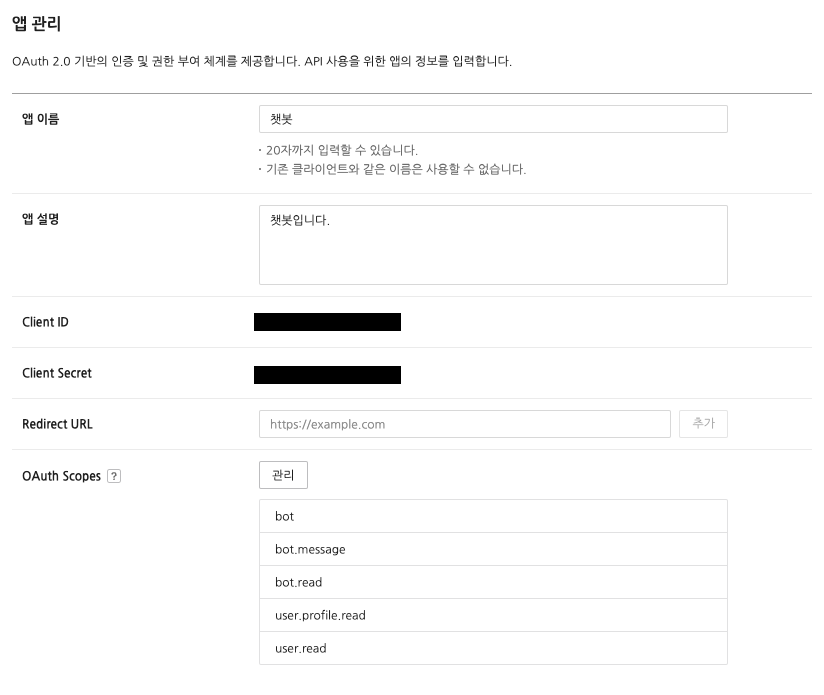 앱 관리
OAuth 2.0 기반의 인증 및 권한 부여 체계를 제공합니다. API 사용을 위한 앱의 정보를 입력합니다.
앱 이름
챗봇
· 20자까지 입력할 수 있습니다.
· 기존 클라이언트와 같은 이름은 사용할 수 없습니다.
앱 설명
챗봇입니다.
Client ID
Client Secret
Redirect URL
https://example.com
추가
OAuth Scopes ?
관리
bot
bot.message
bot.read
user.profile.read
user.read